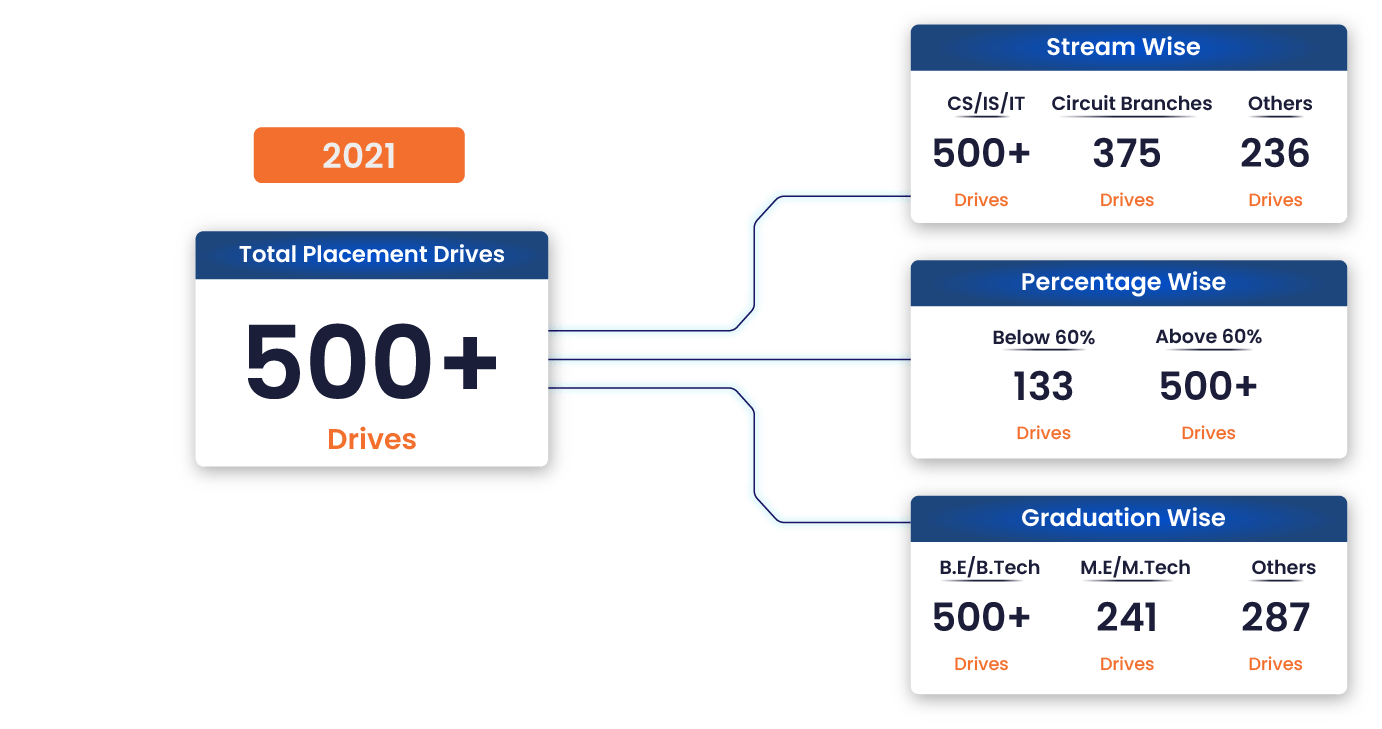 2021
Total Placement Drives
500+
Drives
Stream Wise
CS/IS/IT Circuit Branches Others
500+ 375 236
Drives Drives Drives
Percentage Wise
Below 60% Above 60%
133 500+
Drives Drives
Graduation Wise
B.E/B.Tech M.E/M.Tech Others
500+ 241 287
Drives Drives Drives